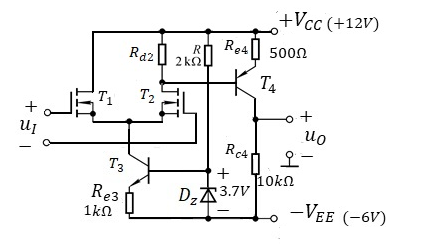 +V_CC (+12V)
R_d2
R
2kΩ
R_e4
500Ω
T_4
+
u_I
−
T_1
T_2
+
u_O
−
T_3
R_c4
10kΩ
R_e3
1kΩ
D_z
+
3.7V
−
−V_EE (−6V)